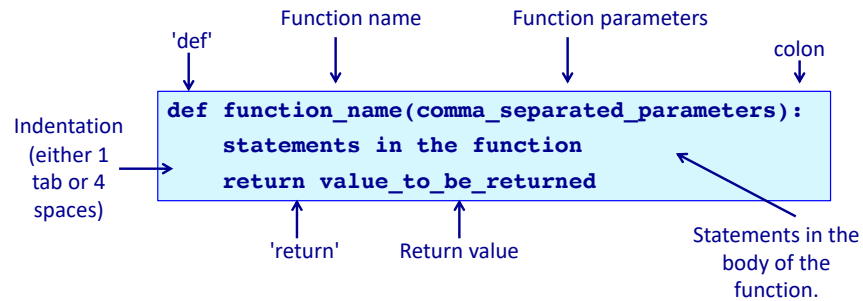 Function name
Function parameters
'def'
colon
def function_name(comma_separated_parameters):
Indentation
(either 1
tab or 4
spaces)
statements in the function
return value_to_be_returned
'return'
Return value
Statements in the
body of the
function.